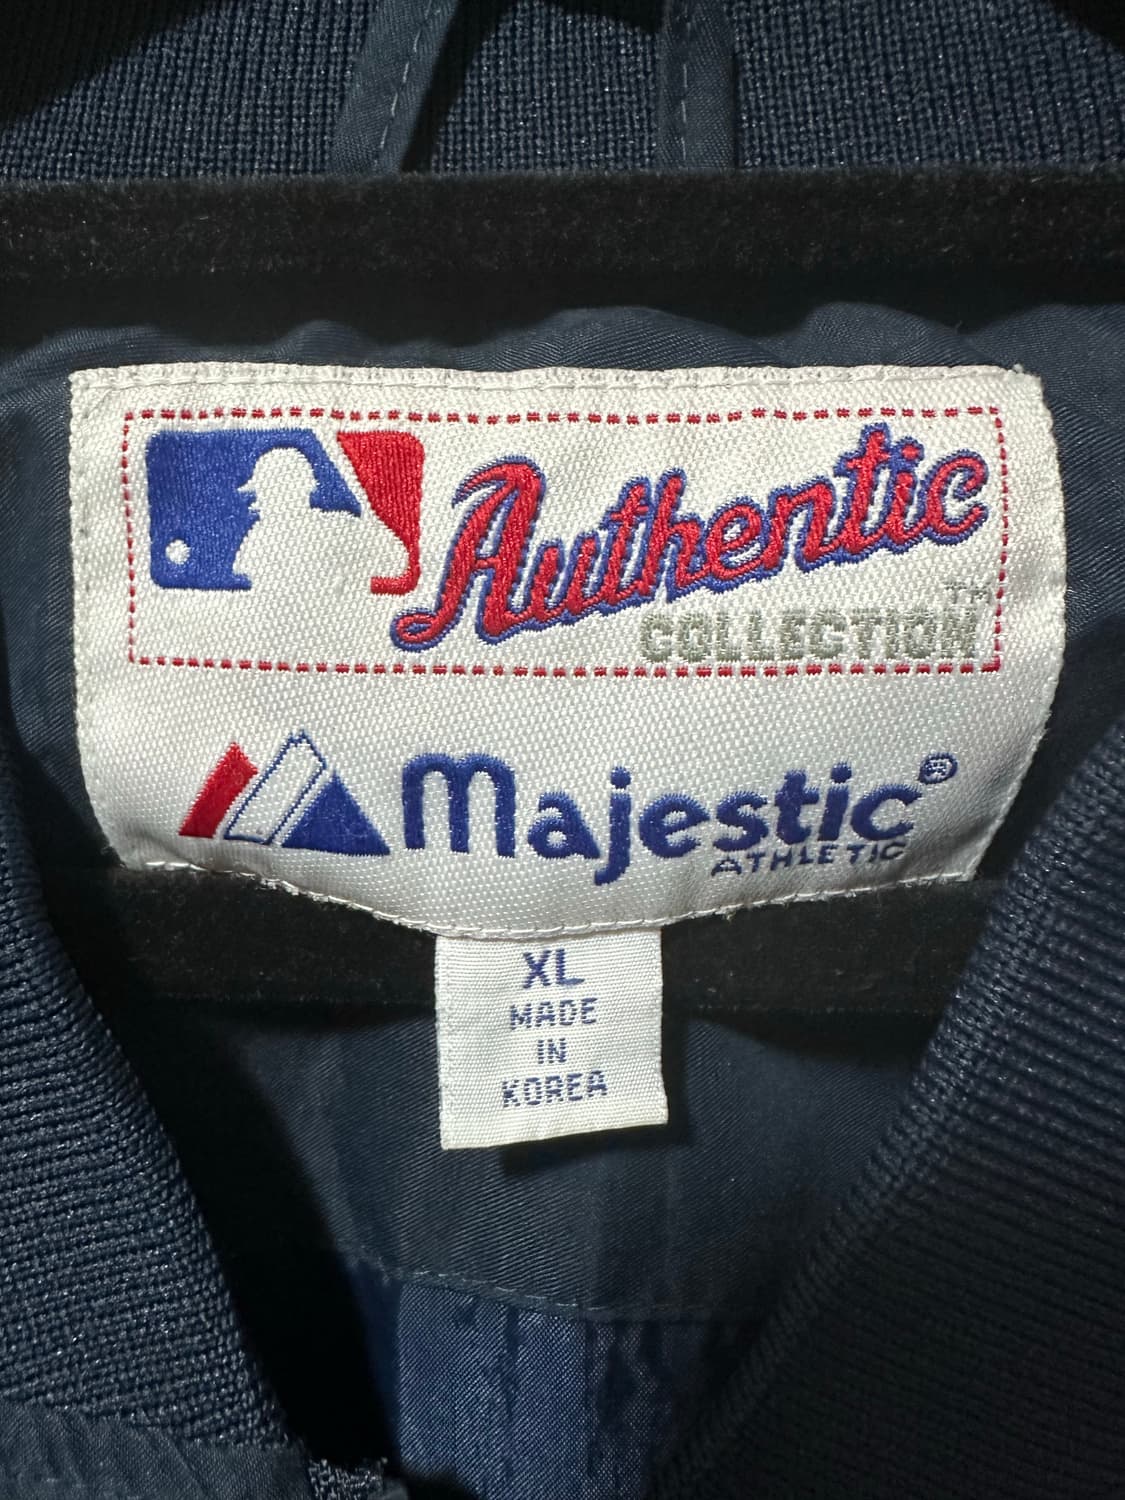 Authentic
COLLECTION™
Majestic®
ATHLETIC
XL
MADE
IN
KOREA